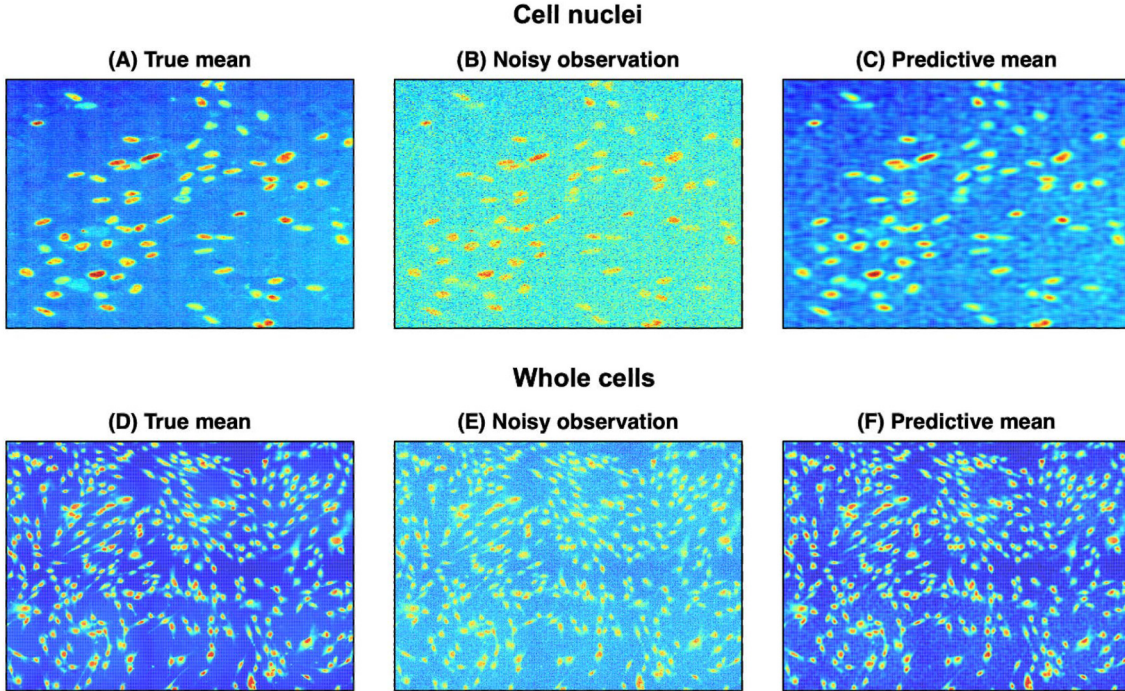 Cell nuclei
(A) True mean
(B) Noisy observation
(C) Predictive mean
Whole cells
(D) True mean
(E) Noisy observation
(F) Predictive mean